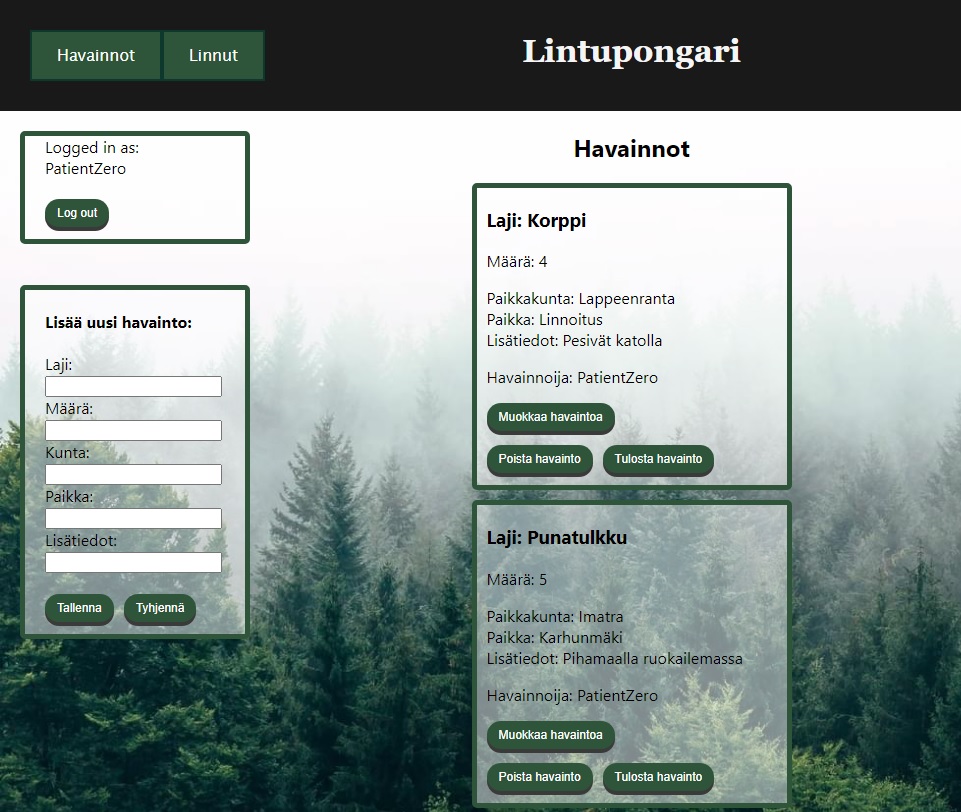 Havainnot Linnut
Lintupongari
Logged in as:
PatientZero
Log out
Lisää uusi havainto:
Laji:
Määrä:
Kunta:
Paikka:
Lisätiedot:
Tallenna Tyhjennä
Havainnot
Laji: Korppi
Määrä: 4
Paikkakunta: Lappeenranta
Paikka: Linnoitus
Lisätiedot: Pesivät katolla
Havainnoija: PatientZero
Muokkaa havaintoa
Poista havainto Tulosta havainto
Laji: Punatulkku
Määrä: 5
Paikkakunta: Imatra
Paikka: Karhunmäki
Lisätiedot: Pihamaalla ruokailemassa
Havainnoija: PatientZero
Muokkaa havaintoa
Poista havainto Tulosta havainto